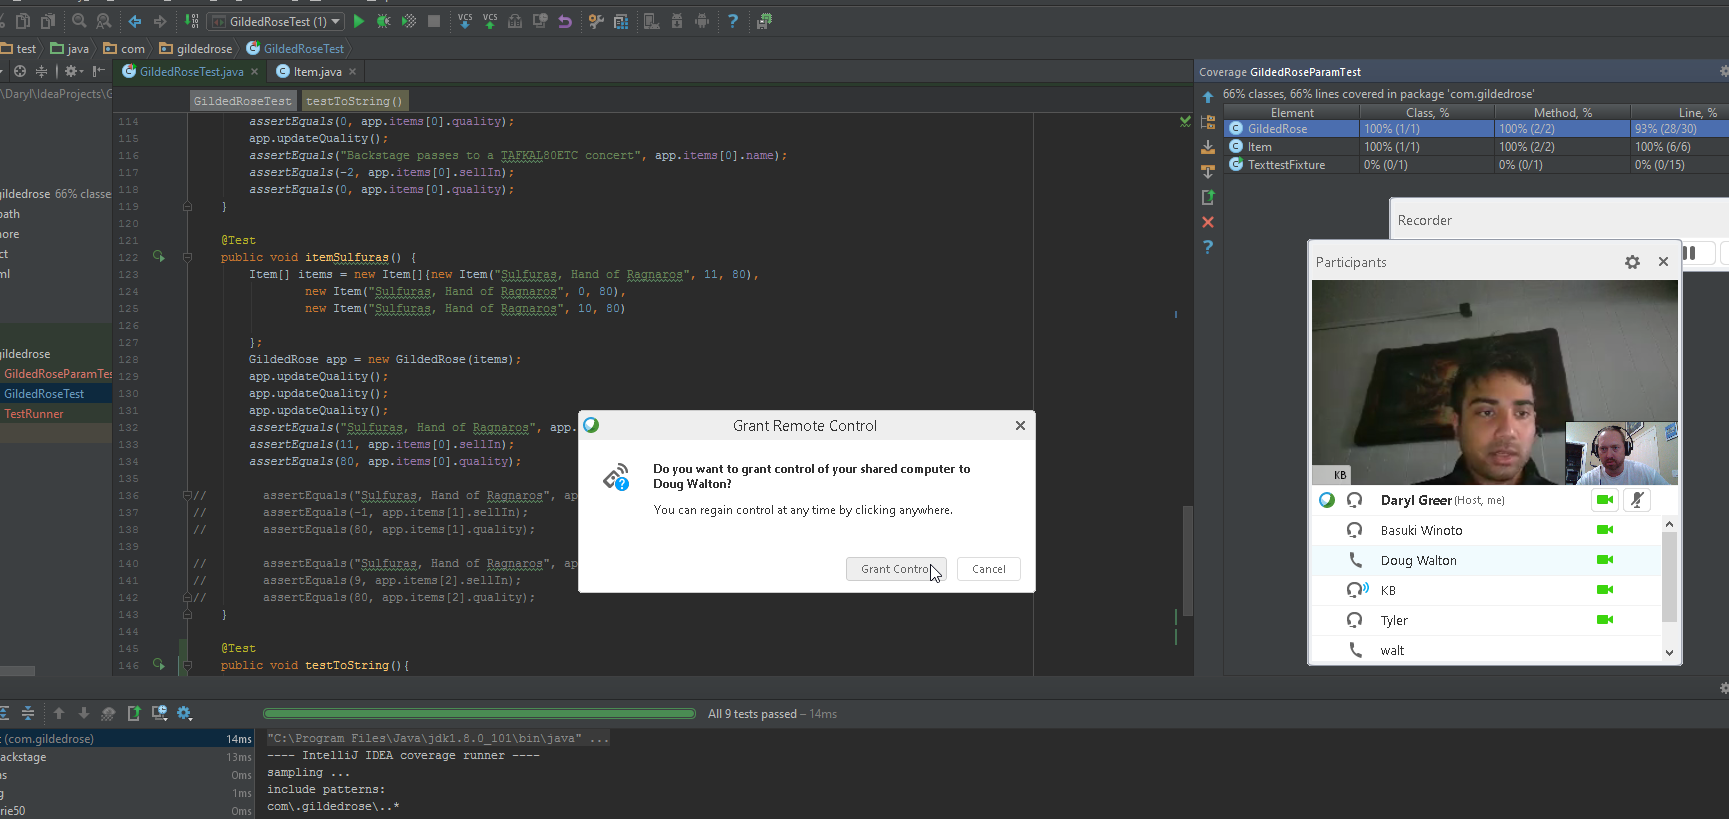 GildedRoseTest (1)
VCS VCS
test java com gildedrose GildedRoseTest
GildedRoseTest.java Item.java
\Daryl\IdeaProjects\G
GildedRoseTest testToString()
114 assertEquals(0, app.items[0].quality);
115 app.updateQuality();
116 assertEquals("Backstage passes to a TAFKAL80ETC concert", app.items[0].name);
117 assertEquals(-2, app.items[0].sellIn);
118 assertEquals(0, app.items[0].quality);
119 }
120
121 @Test
122 public void itemSulfuras() {
123 Item[] items = new Item[]{new Item("Sulfuras, Hand of Ragnaros", 11, 80),
124 new Item("Sulfuras, Hand of Ragnaros", 0, 80),
125 new Item("Sulfuras, Hand of Ragnaros", 10, 80)
126
127 };
128 GildedRose app = new GildedRose(items);
129 app.updateQuality();
130 app.updateQuality();
131 app.updateQuality();
132 assertEquals("Sulfuras, Hand of Ragnaros", app.
133 assertEquals(11, app.items[0].sellIn);
134 assertEquals(80, app.items[0].quality);
135
136 // assertEquals("Sulfuras, Hand of Ragnaros", ap
137 // assertEquals(-1, app.items[1].sellIn);
138 // assertEquals(80, app.items[1].quality);
139
140 // assertEquals("Sulfuras, Hand of Ragnaros", ap
141 // assertEquals(9, app.items[2].sellIn);
142 // assertEquals(80, app.items[2].quality);
143 }
144
145 @Test
146 public void testToString(){
ildedrose 66% classe
path
nore
ct
ml
ildedrose
GildedRoseParamTes
GildedRoseTest
TestRunner
Coverage GildedRoseParamTest
66% classes, 66% lines covered in package 'com.gildedrose'
Element Class, % Method, % Line, %
GildedRose 100% (1/1) 100% (2/2) 93% (28/30)
Item 100% (1/1) 100% (2/2) 100% (6/6)
TexttestFixture 0% (0/1) 0% (0/1) 0% (0/15)
Recorder
Participants
KB
Daryl Greer (Host, me)
Basuki Winoto
Doug Walton
KB
Tyler
walt
Grant Remote Control
Do you want to grant control of your shared computer to
Doug Walton?
You can regain control at any time by clicking anywhere.
Grant Control Cancel
All 9 tests passed – 14ms
(com.gildedrose) 14ms
ackstage 13ms
as 0ms
g 1ms
rie50 0ms
"C:\Program Files\Java\jdk1.8.0_101\bin\java" ...
---- IntelliJ IDEA coverage runner ----
sampling ...
include patterns:
com\.gildedrose\..*